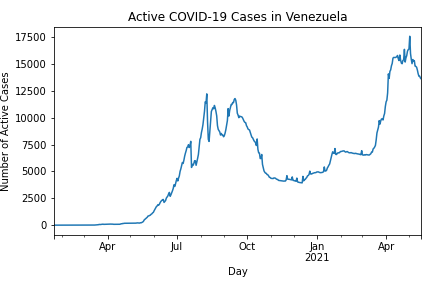 Active COVID-19 Cases in Venezuela
17500
15000
12500
10000
7500
5000
2500
0
Number of Active Cases
Apr
Jul
Oct
Jan
2021
Apr
Day